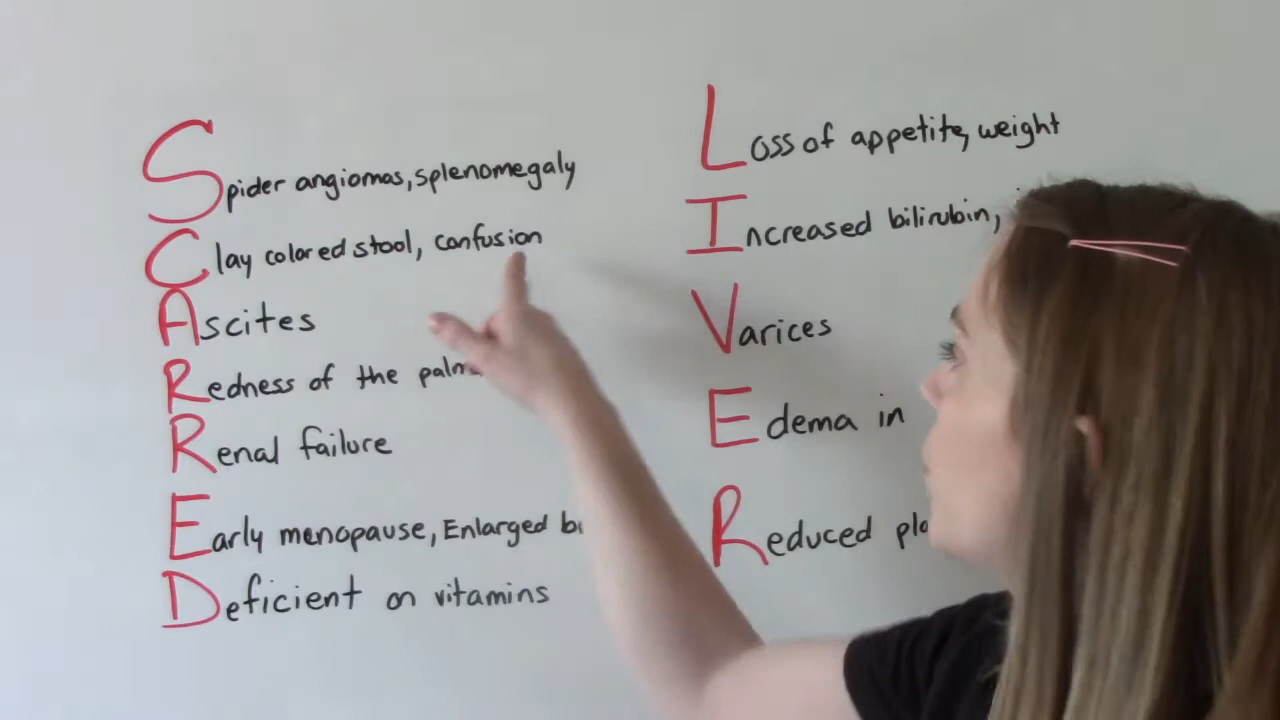 Spider angiomas, splenomegaly
Clay colored stool, confusion
Ascites
Redness of the
Renal failure
Early menopause, Enlarged
Deficient on vitamins
Loss of appetite, weight
Increased bilirubin,
Varices
Edema in
Reduced